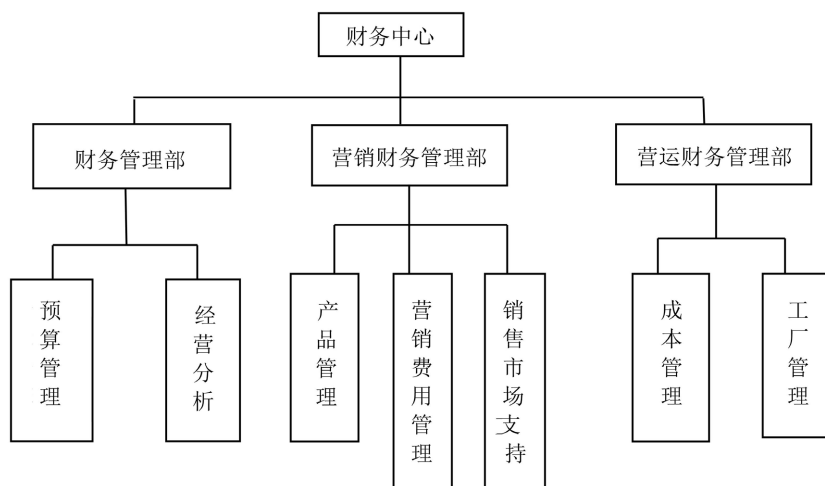 财务中心
财务管理部
营销财务管理部
营运财务管理部
预算管理
经营分析
产品管理
营销费用管理
销售市场支持
成本管理
工厂管理